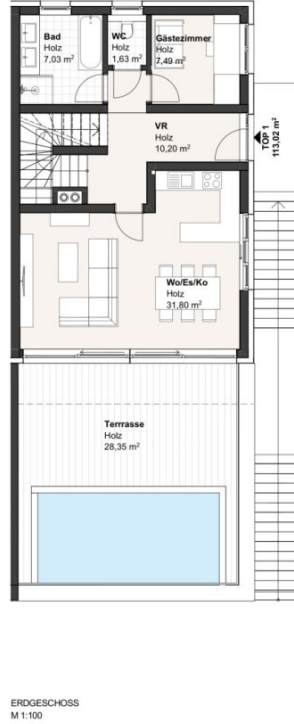 Bad
Holz
7,03 m²
WC
Holz
1,63 m²
Gästezimmer
Holz
7,49 m²
VR
Holz
10,20 m²
TOP 1
113,02 m²
Wo/Es/Ko
Holz
31,80 m²
Terrrasse
Holz
28,35 m²
ERDGESCHOSS
M 1:100